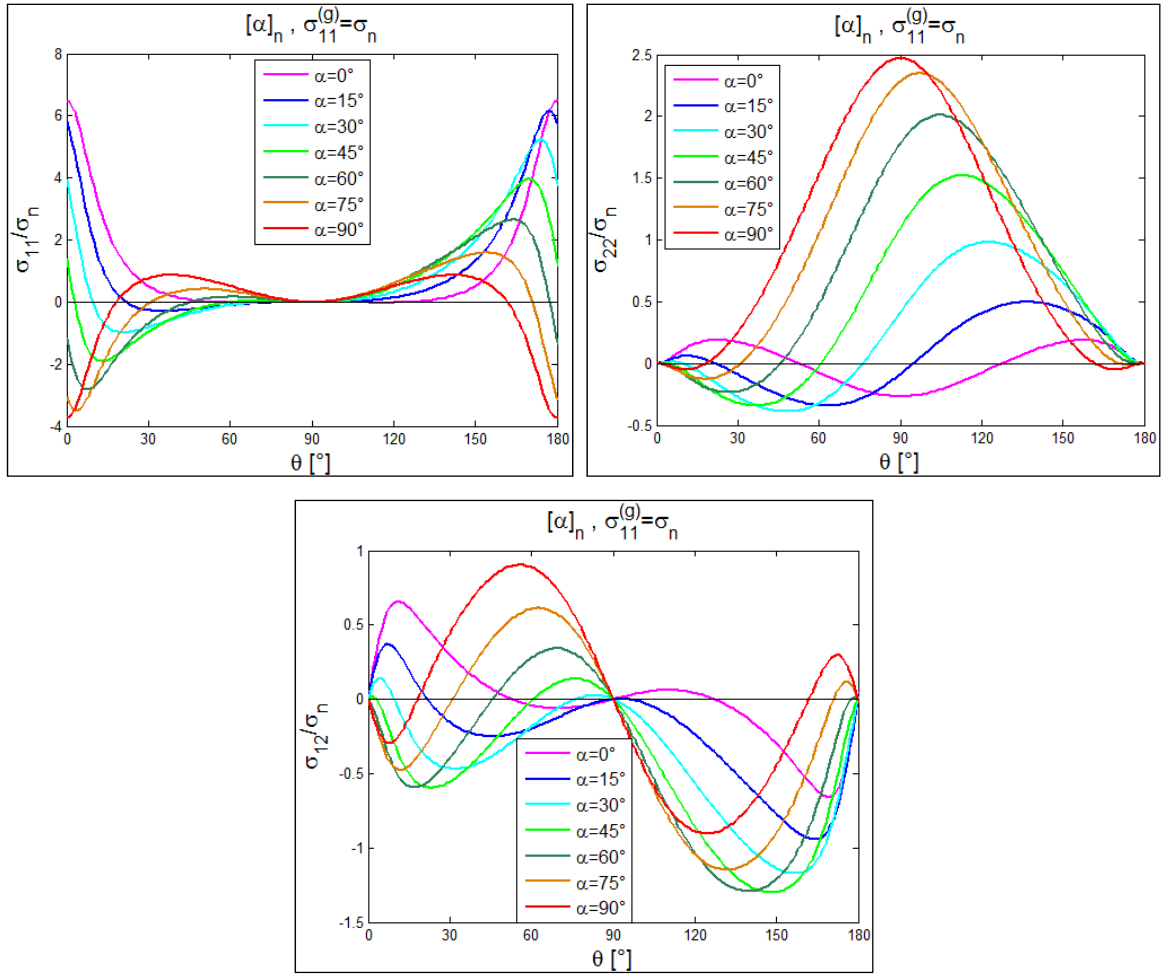 [α]n , σ11(g)=σn
8
6
4
2
0
-2
-4
σ11/σn
α=0°
α=15°
α=30°
α=45°
α=60°
α=75°
α=90°
0 30 60 90 120 150 180
θ [°]
[α]n , σ11(g)=σn
2.5
2
1.5
1
0.5
0
-0.5
σ22/σn
α=0°
α=15°
α=30°
α=45°
α=60°
α=75°
α=90°
0 30 60 90 120 150 180
θ [°]
[α]n , σ11(g)=σn
1
0.5
0
-0.5
-1
-1.5
σ12/σn
α=0°
α=15°
α=30°
α=45°
α=60°
α=75°
α=90°
0 30 60 90 120 150 180
θ [°]